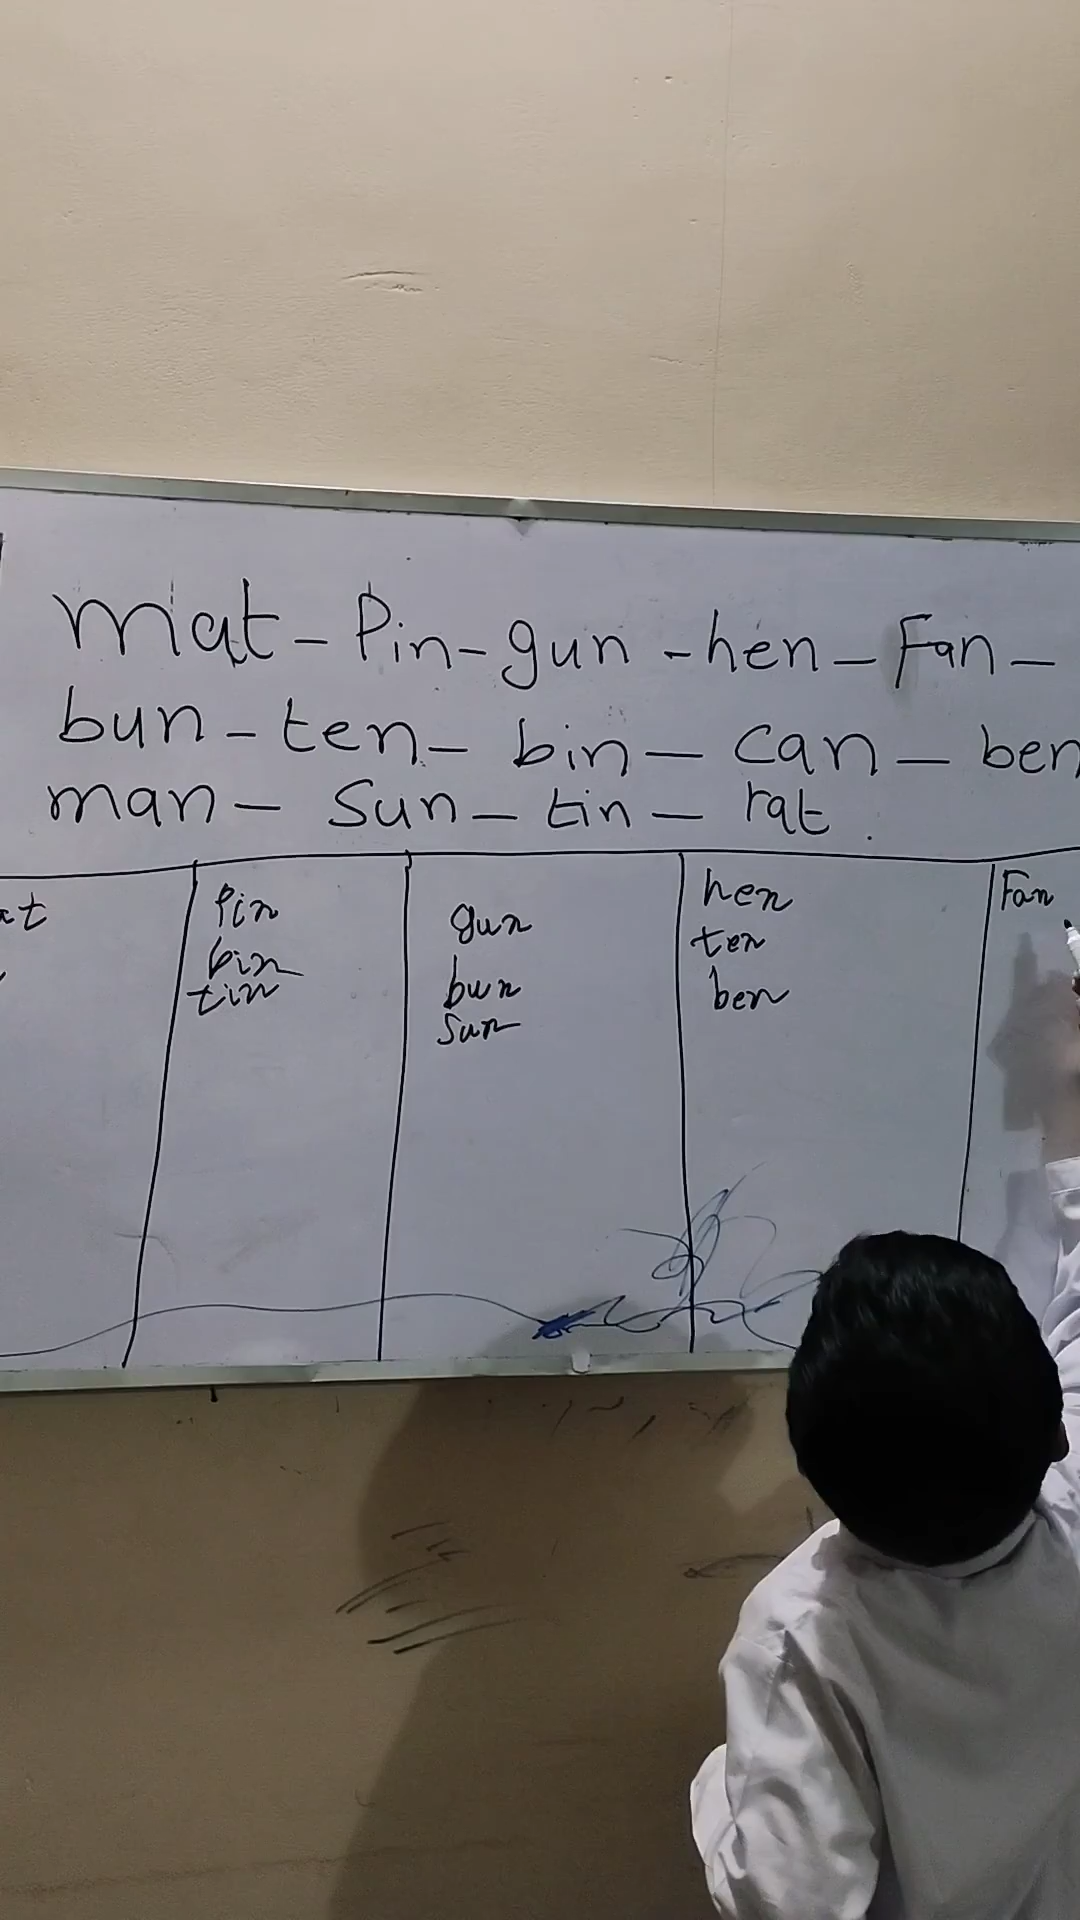 mat - Pin - gun - hen - Fan -
bun - ten - bin - can - ben
man - Sun - tin - rat.
at
Pin
bin
tin
gun
bun
sun
hen
ten
ben
Fan